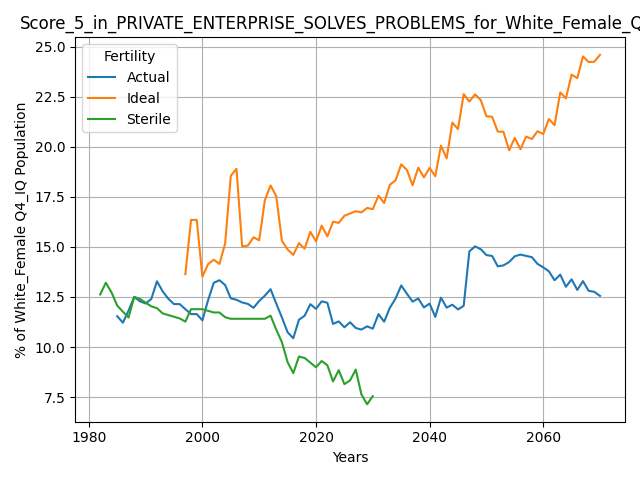 Score_5_in_PRIVATE_ENTERPRISE_SOLVES_PROBLEMS_for_White_Female_Q
Fertility
Actual
Ideal
Sterile
% of White_Female Q4_IQ Population
25.0
22.5
20.0
17.5
15.0
12.5
10.0
7.5
1980 2000 2020 2040 2060
Years